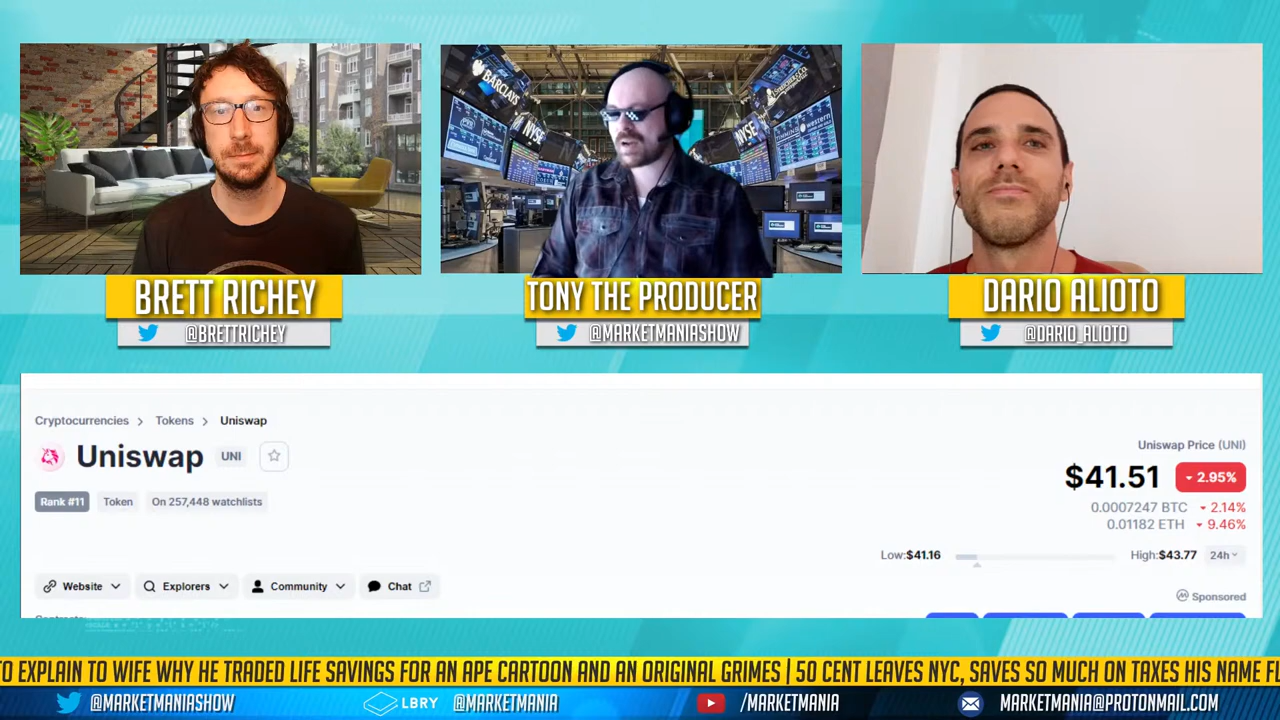 BARCLAYS
NYSE
NYSE
BRETT RICHEY
@BRETTRICHEY
TONY THE PRODUCER
@MARKETMANIASHOW
DARIO ALIOTO
@DARIO_ALIOTO
Cryptocurrencies > Tokens > Uniswap
Uniswap UNI
Rank #11 Token On 257,448 watchlists
Website Explorers Community Chat
Uniswap Price (UNI)
$41.51 2.95%
0.0007247 BTC 2.14%
0.01182 ETH 9.46%
Low:$41.16 High:$43.77 24h
Sponsored
TO EXPLAIN TO WIFE WHY HE TRADED LIFE SAVINGS FOR AN APE CARTOON AND AN ORIGINAL GRIMES | 50 CENT LEAVES NYC, SAVES SO MUCH ON TAXES HIS NAME
@MARKETMANIASHOW LBRY @MARKETMANIA /MARKETMANIA MARKETMANIA@PROTONMAIL.COM